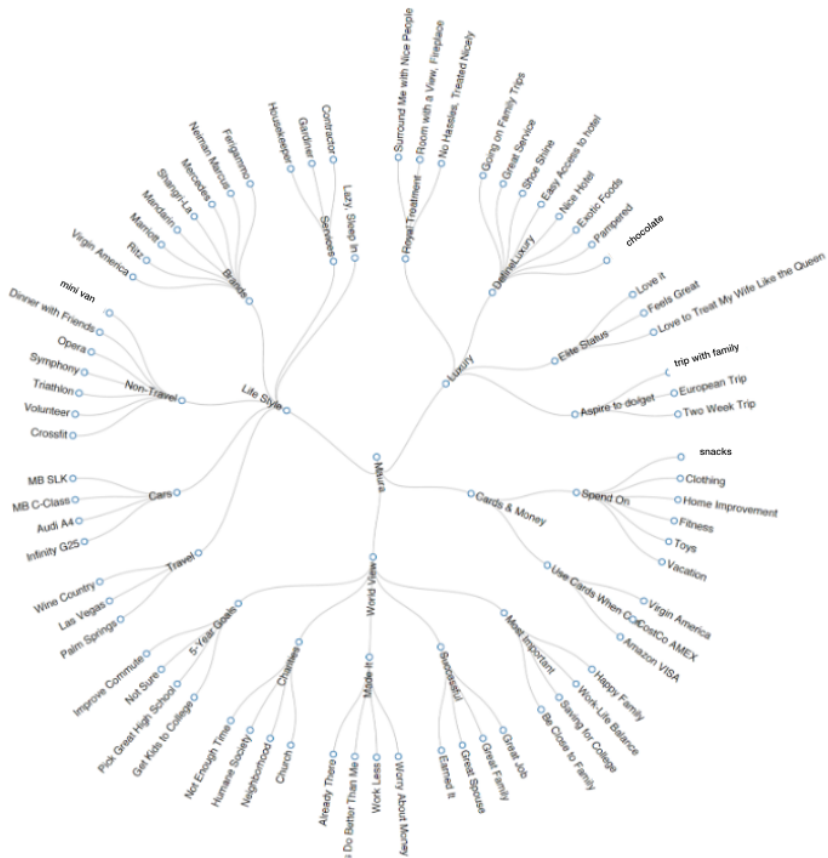 Surround Me with Nice People
Room with a View, Fireplace
No Hassles, Treated Nicely
Royal Treatment
Going on Family Trips
Great Service
Shoe Shine
Easy Access to hotel
Nice Hotel
Exotic Foods
Pampered
chocolate
DefineLuxury
Love it
Feels Great
Love to Treat My Wife Like the Queen
Elite Status
Luxury
trip with family
European Trip
Two Week Trip
Aspire to do/get
snacks
Clothing
Home Improvement
Fitness
Toys
Vacation
Spend On
Cards & Money
Use Cards When
Virgin America
CostCo AMEX
Amazon VISA
Maura
World View
Most Important
Happy Family
Work-Life Balance
Saving for College
Be Close to Family
Successful
Great Job
Great Family
Great Spouse
Earned It
Made It
Worry About Money
Work Less
Do Better Than Me
Already There
Charities
Church
Neighborhood
Humane Society
Not Enough Time
5-Year Goals
Get Kids to College
Pick Great High School
Not Sure
Improve Commute
Travel
Palm Springs
Las Vegas
Wine Country
Cars
Infinity G25
Audi A4
MB C-Class
MB SLK
Life Style
Non-Travel
Crossfit
Volunteer
Triathlon
Symphony
Opera
Dinner with Friends
mini van
Brands
Virgin America
Ritz
Marriott
Mandarin
Shangri-La
Mercedes
Neiman Marcus
Ferigammo
Services
Housekeeper
Gardiner
Contractor
Lazy, Sleep in